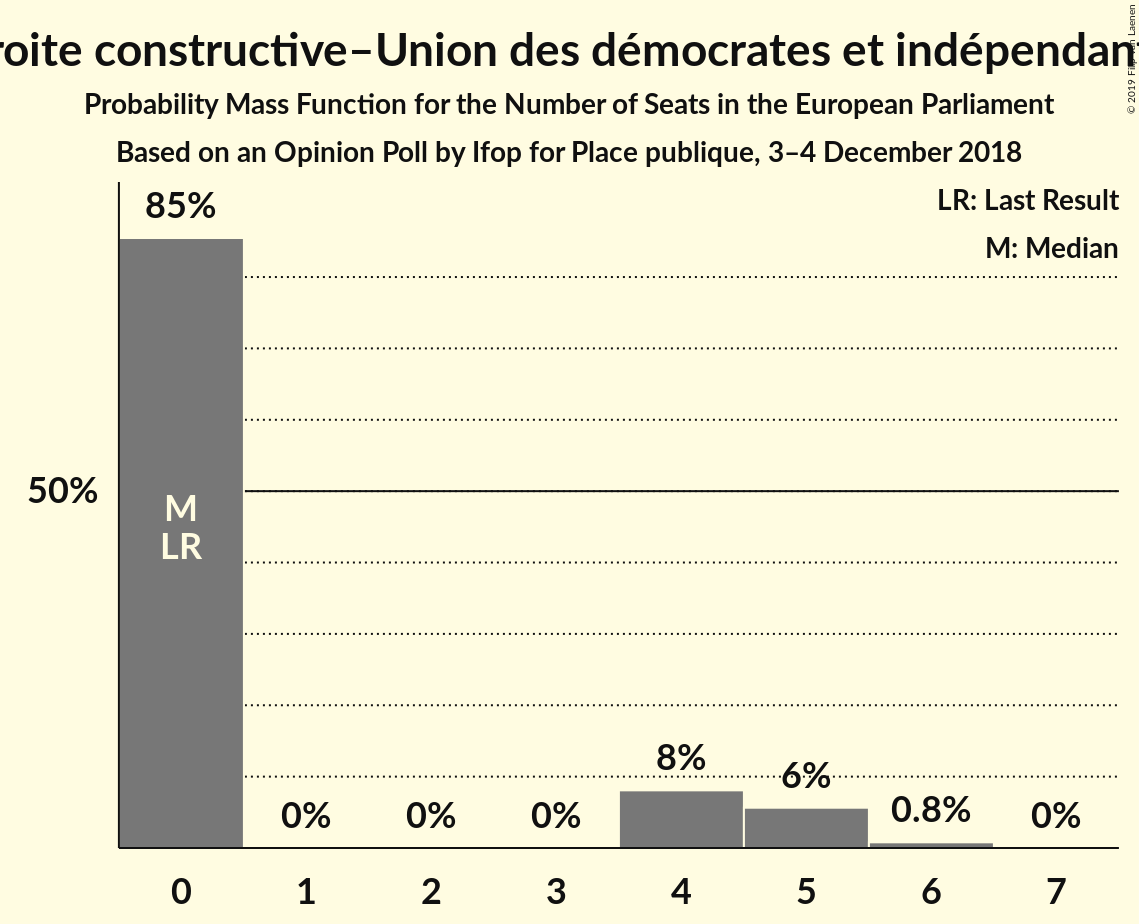 constructive–Union des démocrates et
© 2019 Filip Laenen
Probability Mass Function for the Number of Seats in the European Parliament
Based on an Opinion Poll by Ifop for Place publique, 3–4 December 2018
85%
LR: Last Result
M: Median
50%
M
LR
0% 0% 0% 8% 6% 0.8% 0%
0 1 2 3 4 5 6 7